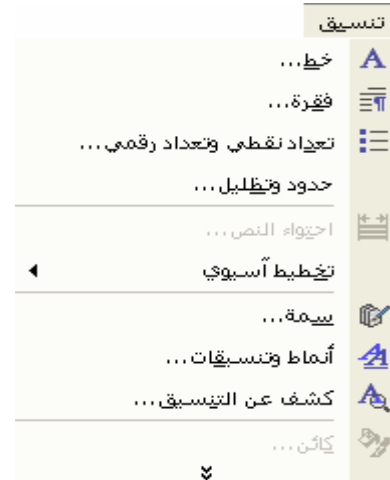 تنسيق
خط...
فقرة...
تعداد نقطي وتعداد رقمي...
حدود وتظليل...
احتواء النص...
تخطيط آسيوي
سمة...
أنماط وتنسيقات...
كشف عن التنسيق...
كائن...